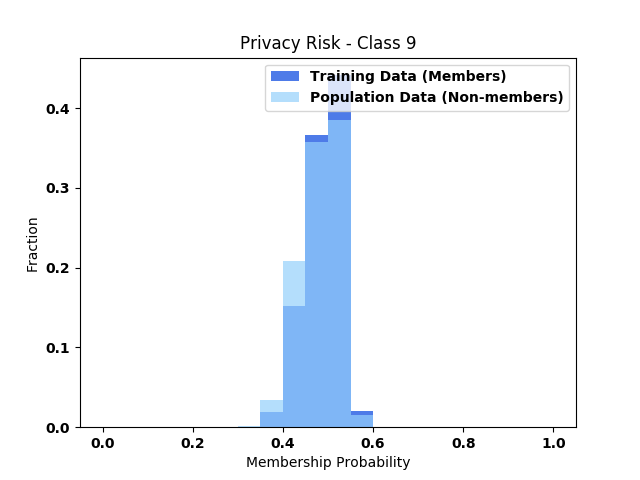 Privacy Risk - Class 9
Training Data (Members)
Population Data (Non-members)
Fraction
0.4
0.3
0.2
0.1
0.0
0.0 0.2 0.4 0.6 0.8 1.0
Membership Probability